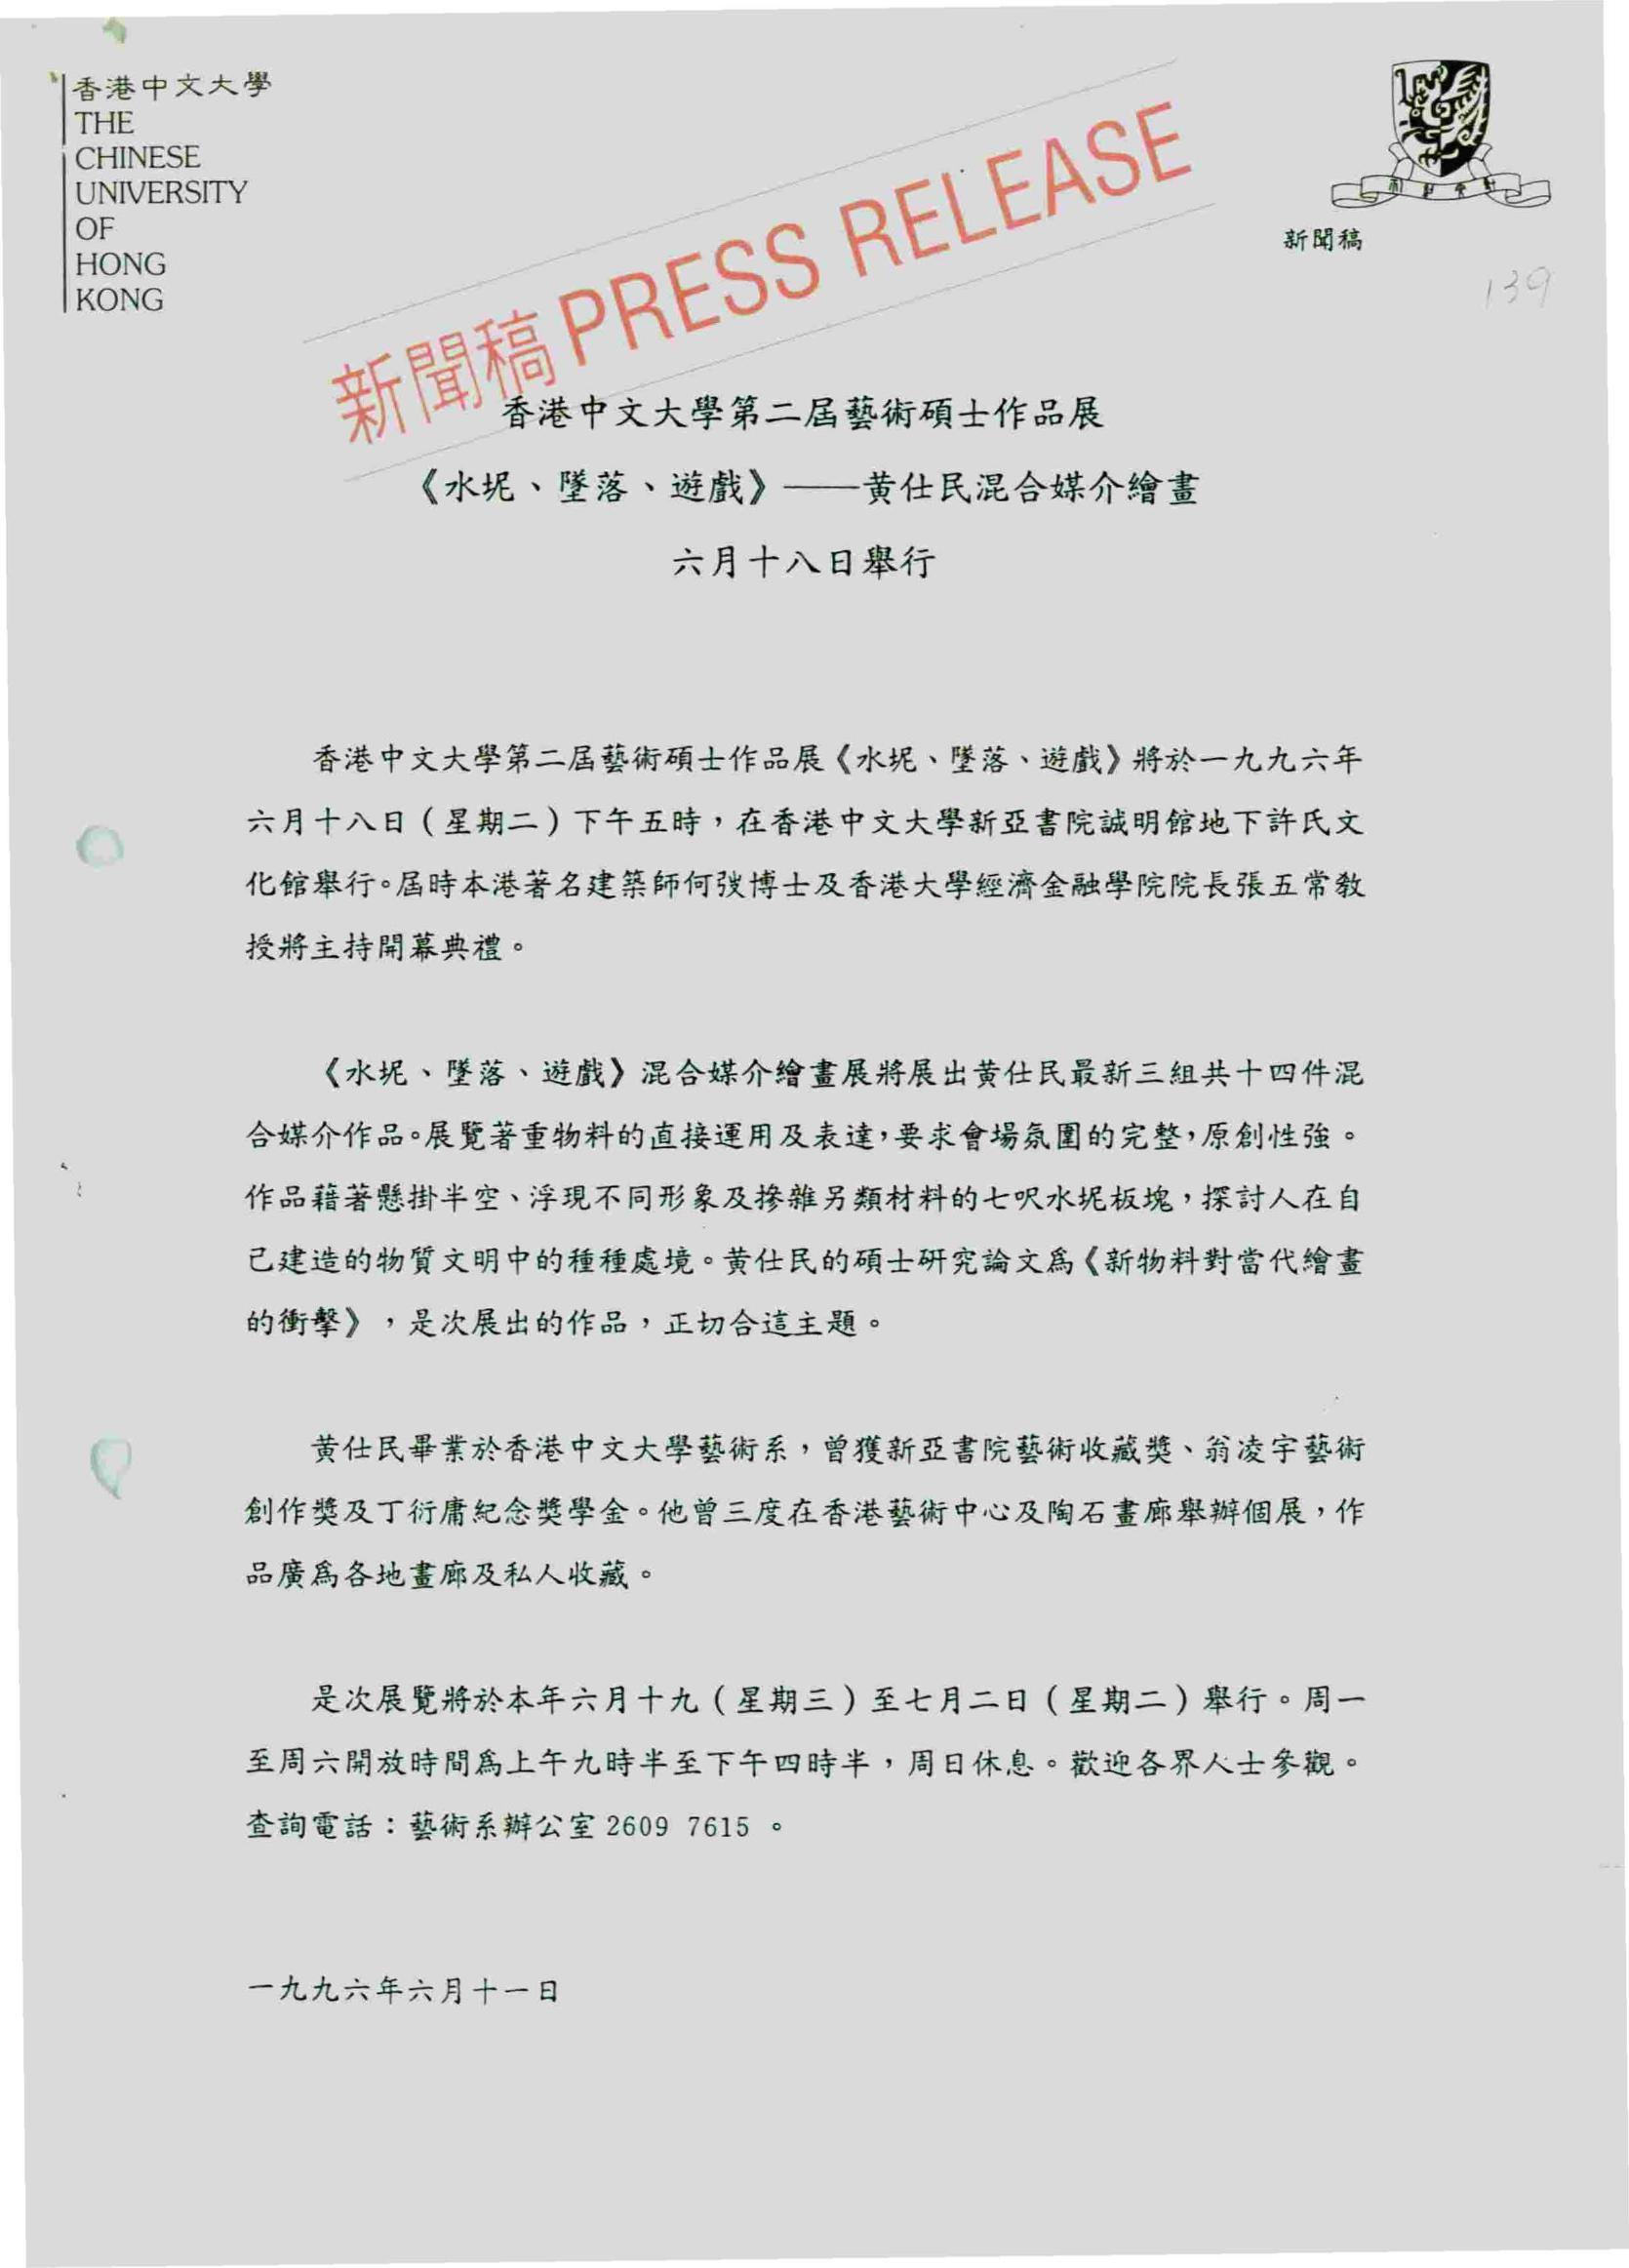 香港中文大學
THE
CHINESE
UNIVERSITY
OF
HONG
KONG
新聞稿 PRESS RELEASE
新聞稿
139
香港中文大學第二屆藝術碩士作品展
《水坭、墜落、遊戲》——黄仕民混合媒介繪畫
六月十八日舉行
香港中文大學第二屆藝術碩士作品展《水坭、墜落、遊戲》將於一九九六年
六月十八日（星期二）下午五時，在香港中文大學新亞書院誠明館地下許氏文
化館舉行。屆時本港著名建築師何弢博士及香港大學經濟金融學院院長張五常教
授將主持開幕典禮。
《水坭、墜落、遊戲》混合媒介繪畫展將展出黄仕民最新三組共十四件混
合媒介作品。展覽著重物料的直接運用及表達，要求會場氛圍的完整，原創性強。
作品藉著懸掛半空、浮現不同形象及摻雜另類材料的七呎水坭板塊，探討人在自
己建造的物質文明中的種種處境。黄仕民的碩士研究論文爲《新物料對當代繪畫
的衝擊》，是次展出的作品，正切合這主題。
黄仕民畢業於香港中文大學藝術系，曾獲新亞書院藝術收藏獎、翁凌宇藝術
創作獎及丁衍庸紀念獎學金。他曾三度在香港藝術中心及陶石畫廊舉辦個展，作
品廣爲各地畫廊及私人收藏。
是次展覽將於本年六月十九（星期三）至七月二日（星期二）舉行。周一
至周六開放時間爲上午九時半至下午四時半，周日休息。歡迎各界人士參觀。
查詢電話：藝術系辦公室 2609 7615 。
一九九六年六月十一日